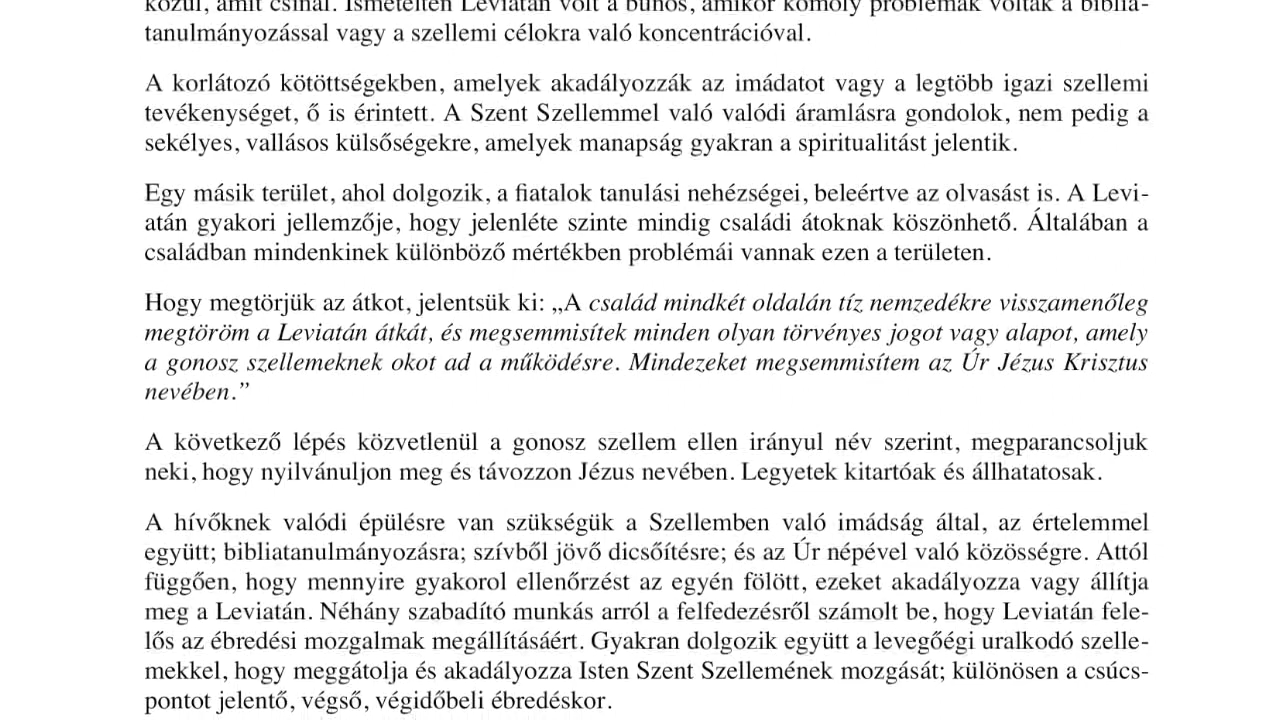 közül, amit csinál. Ismételten Leviatán volt a bűnös, amikor komoly problémák voltak a biblia-
tanulmányozással vagy a szellemi célokra való koncentrációval.
A korlátozó kötöttségekben, amelyek akadályozzák az imádatot vagy a legtöbb igazi szellemi
tevékenységet, ő is érintett. A Szent Szellemmel való valódi áramlásra gondolok, nem pedig a
sekélyes, vallásos külsőségekre, amelyek manapság gyakran a spiritualitást jelentik.
Egy másik terület, ahol dolgozik, a fiatalok tanulási nehézségei, beleértve az olvasást is. A Levi-
atán gyakori jellemzője, hogy jelenléte szinte mindig családi átoknak köszönhető. Általában a
családban mindenkinek különböző mértékben problémái vannak ezen a területen.
Hogy megtörjük az átkot, jelentsük ki: „A család mindkét oldalán tíz nemzedékre visszamenőleg
megtöröm a Leviatán átkát, és megsemmisítek minden olyan törvényes jogot vagy alapot, amely
a gonosz szellemeknek okot ad a működésre. Mindezeket megsemmisítem az Úr Jézus Krisztus
nevében.”
A következő lépés közvetlenül a gonosz szellem ellen irányul név szerint, megparancsoljuk
neki, hogy nyilvánuljon meg és távozzon Jézus nevében. Legyetek kitartóak és állhatatosak.
A hívőknek valódi épülésre van szükségük a Szellemben való imádság által, az értelemmel
együtt; bibliatanulmányozásra; szívből jövő dicsőítésre; és az Úr népével való közösségre. Attól
függően, hogy mennyire gyakorol ellenőrzést az egyén fölött, ezeket akadályozza vagy állítja
meg a Leviatán. Néhány szabadító munkás arról a felfedezésről számolt be, hogy Leviatán fele-
lős az ébredési mozgalmak megállításáért. Gyakran dolgozik együtt a levegőégi uralkodó szelle-
mekkel, hogy meggátolja és akadályozza Isten Szent Szellemének mozgását; különösen a csúcs-
pontot jelentő, végső, végidőbeli ébredéskor.